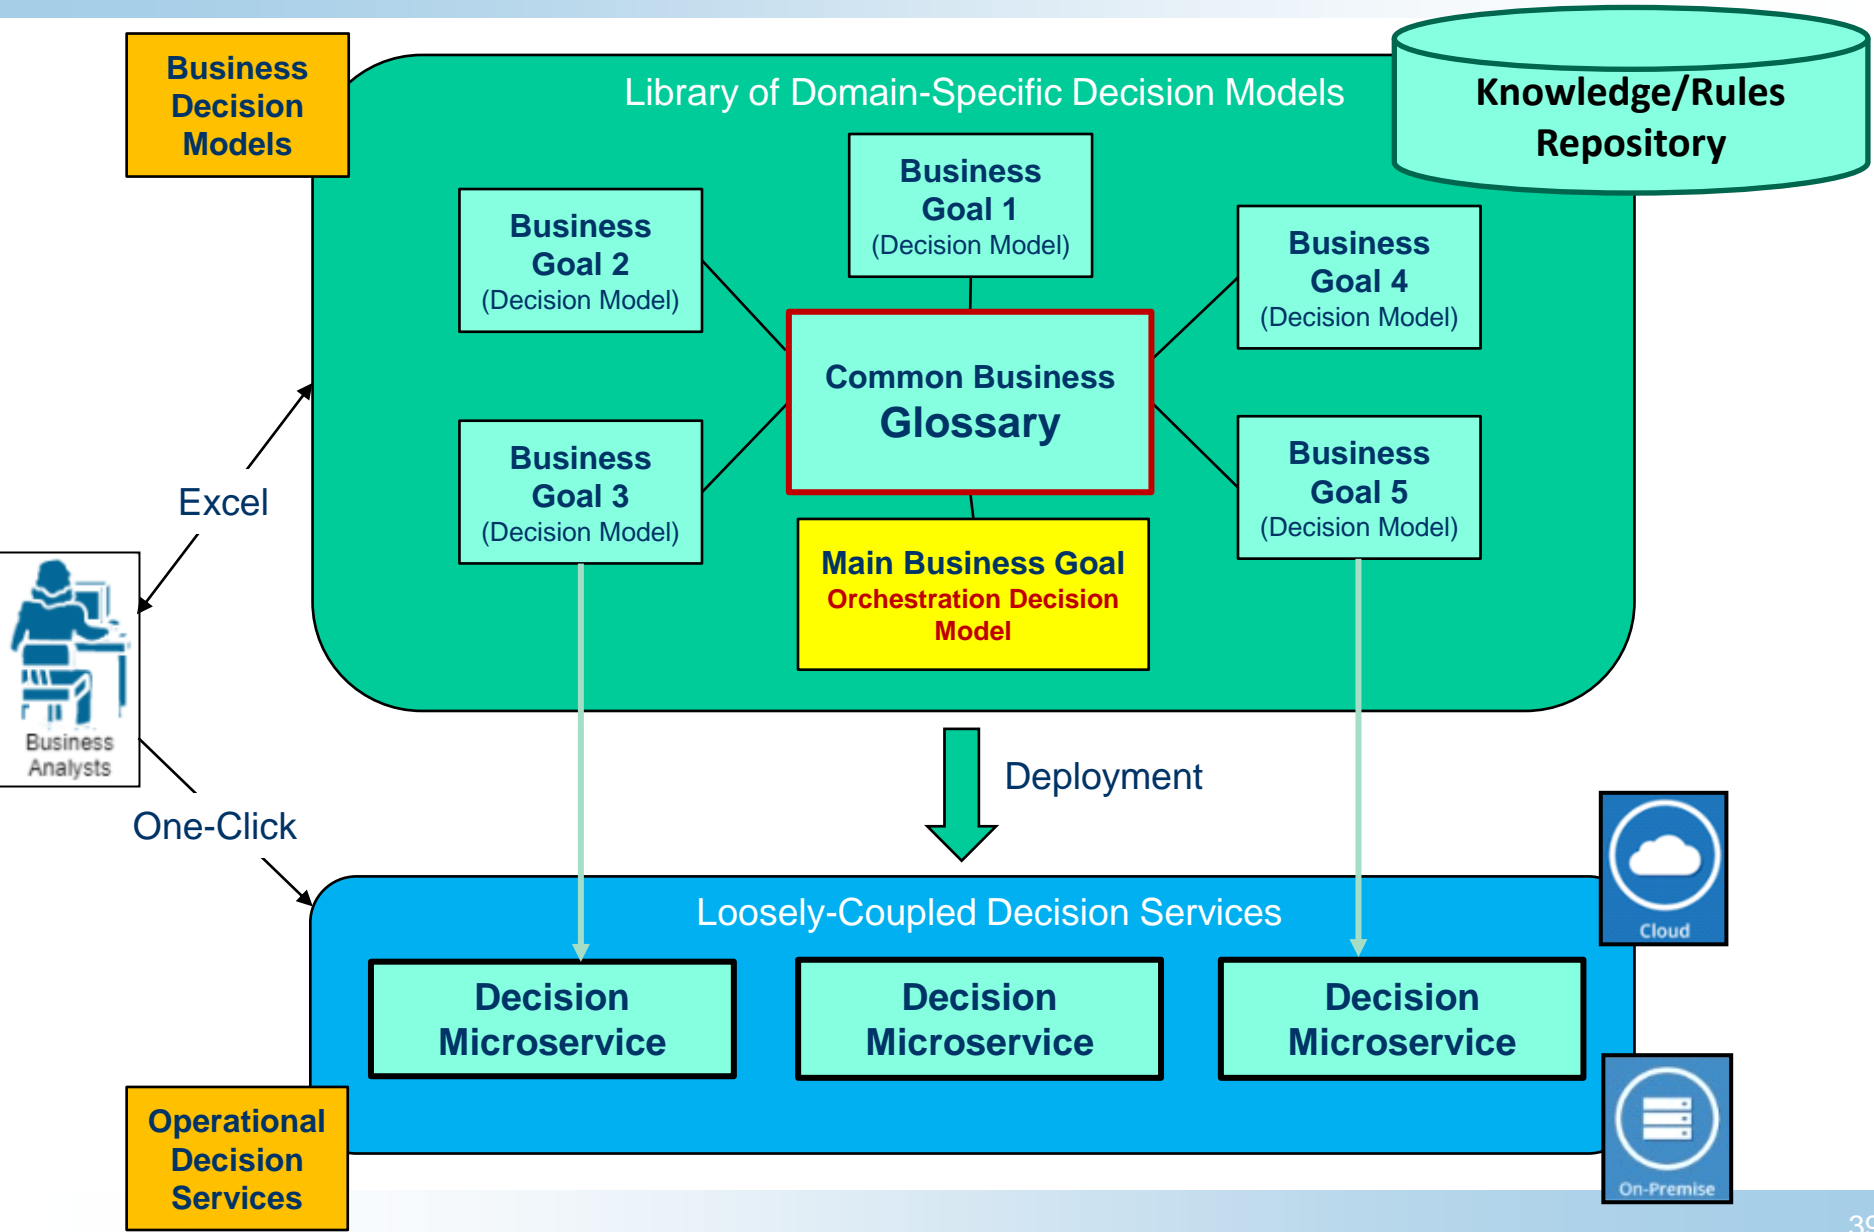 Business
Decision
Models
Library of Domain-Specific Decision Models
Knowledge/Rules
Repository
Business
Goal 1
(Decision Model)
Business
Goal 2
(Decision Model)
Business
Goal 4
(Decision Model)
Common Business
Glossary
Business
Goal 3
(Decision Model)
Business
Goal 5
(Decision Model)
Excel
Main Business Goal
Orchestration Decision
Model
Business
Analysts
Deployment
One-Click
Loosely-Coupled Decision Services
Cloud
Decision
Microservice
Decision
Microservice
Decision
Microservice
Operational
Decision
Services
On-Premise
39